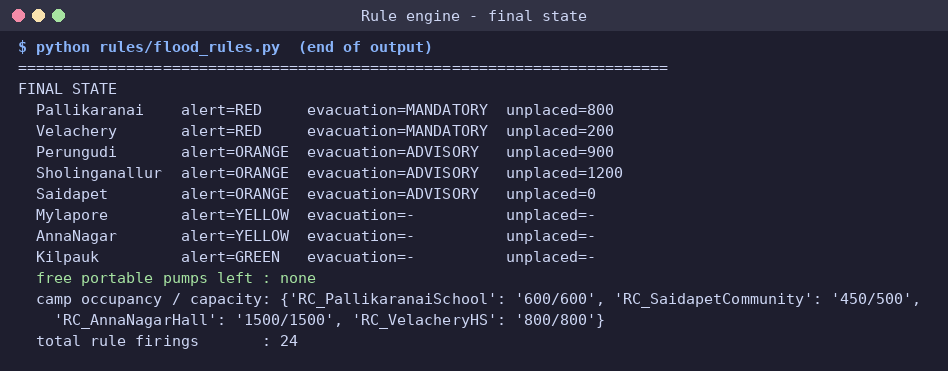 Rule engine - final state
$ python rules/flood_rules.py  (end of output)
========================================================================
FINAL STATE
  Pallikaranai    alert=RED     evacuation=MANDATORY  unplaced=800
  Velachery       alert=RED     evacuation=MANDATORY  unplaced=200
  Perungudi       alert=ORANGE  evacuation=ADVISORY   unplaced=900
  Sholinganallur  alert=ORANGE  evacuation=ADVISORY   unplaced=1200
  Saidapet        alert=ORANGE  evacuation=ADVISORY   unplaced=0
  Mylapore        alert=YELLOW  evacuation=-          unplaced=-
  AnnaNagar       alert=YELLOW  evacuation=-          unplaced=-
  Kilpauk         alert=GREEN   evacuation=-          unplaced=-
  free portable pumps left : none
  camp occupancy / capacity: {'RC_PallikaranaiSchool': '600/600', 'RC_SaidapetCommunity': '450/500',
    'RC_AnnaNagarHall': '1500/1500', 'RC_VelacheryHS': '800/800'}
  total rule firings       : 24